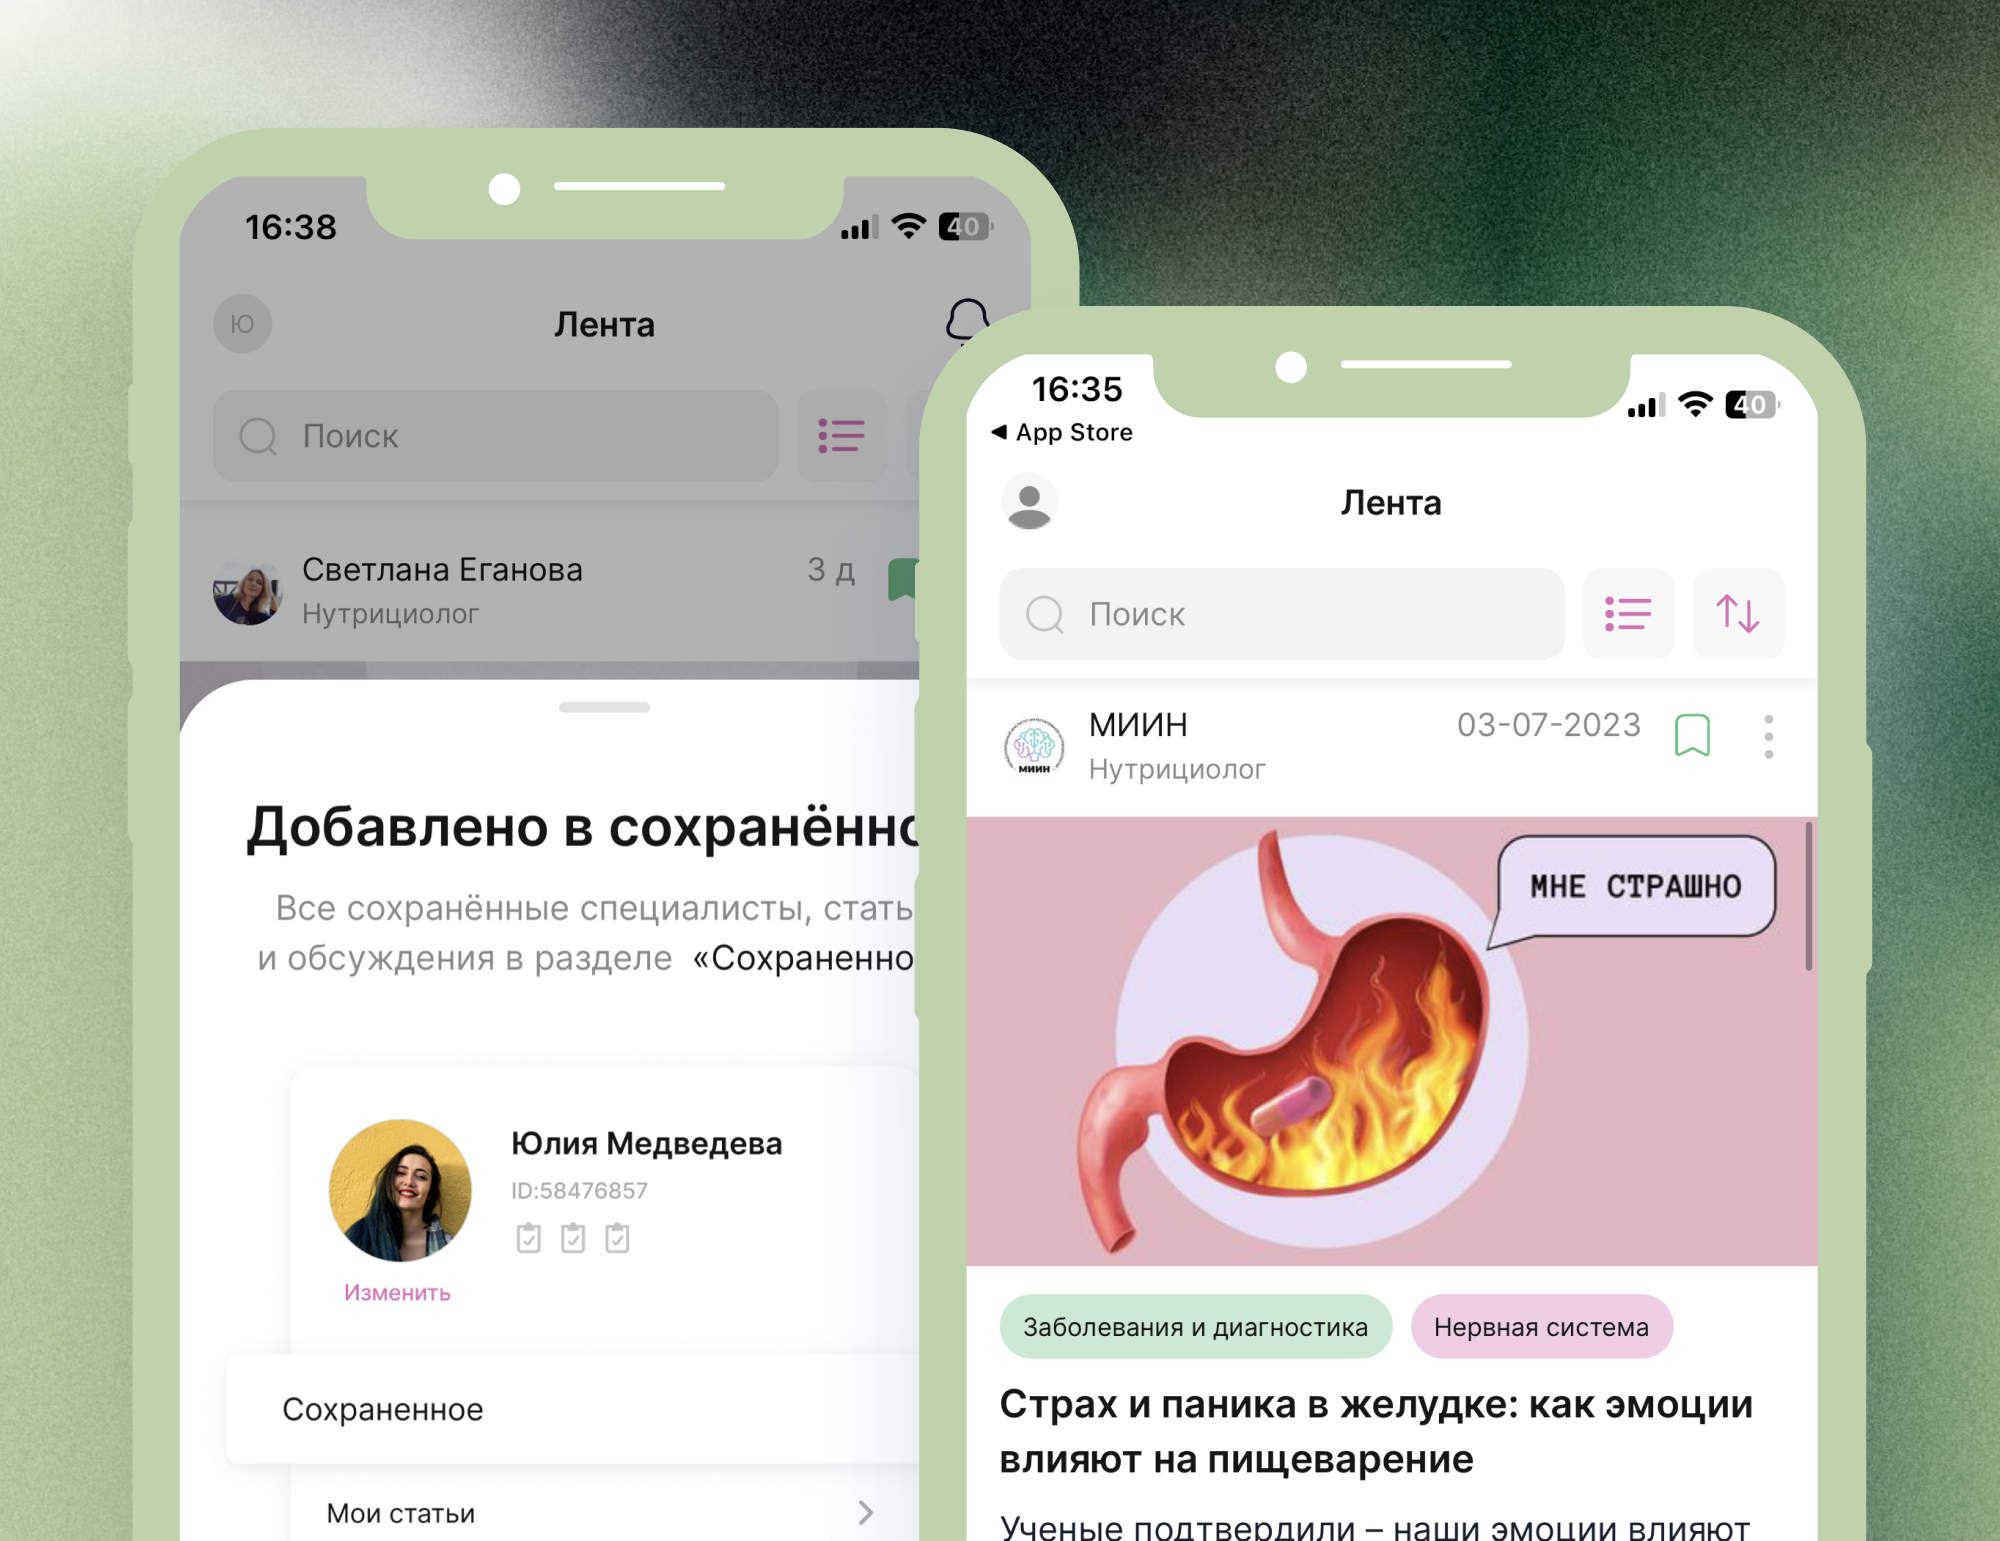 16:38
40
Ю
Лента
Поиск
Светлана Еганова
3 д
Нутрициолог
Добавлено в сохранённо
Все сохранённые специалисты, стать
и обсуждения в разделе «Сохраненно
Юлия Медведева
ID:58476857
Изменить
Сохраненное
Мои статьи
16:35
40
App Store
Лента
Поиск
МИИН
03-07-2023
Нутрициолог
МИИН
МНЕ СТРАШНО
Заболевания и диагностика
Нервная система
Страх и паника в желудке: как эмоции
влияют на пищеварение
Ученые подтвердили – наши эмоции влияют